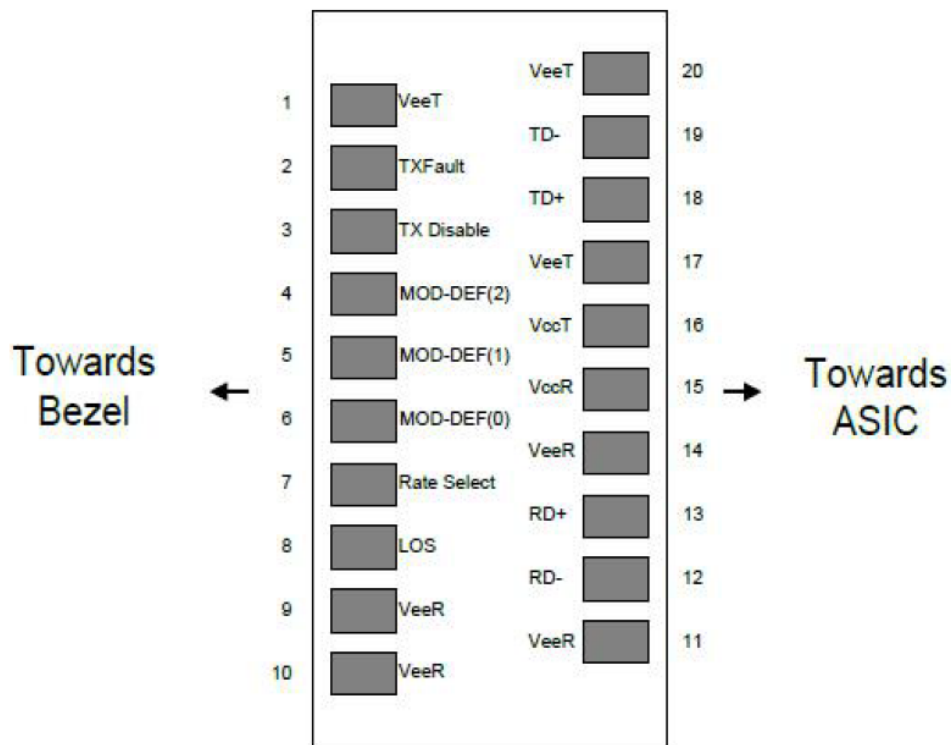 VeeT 20
1 VeeT
TD- 19
2 TXFault
TD+ 18
3 TX Disable
VeeT 17
4 MOD-DEF(2)
VccT 16
5 MOD-DEF(1)
Towards
Bezel
VccR 15
Towards
ASIC
6 MOD-DEF(0)
VeeR 14
7 Rate Select
RD+ 13
8 LOS
RD- 12
9 VeeR
VeeR 11
10 VeeR